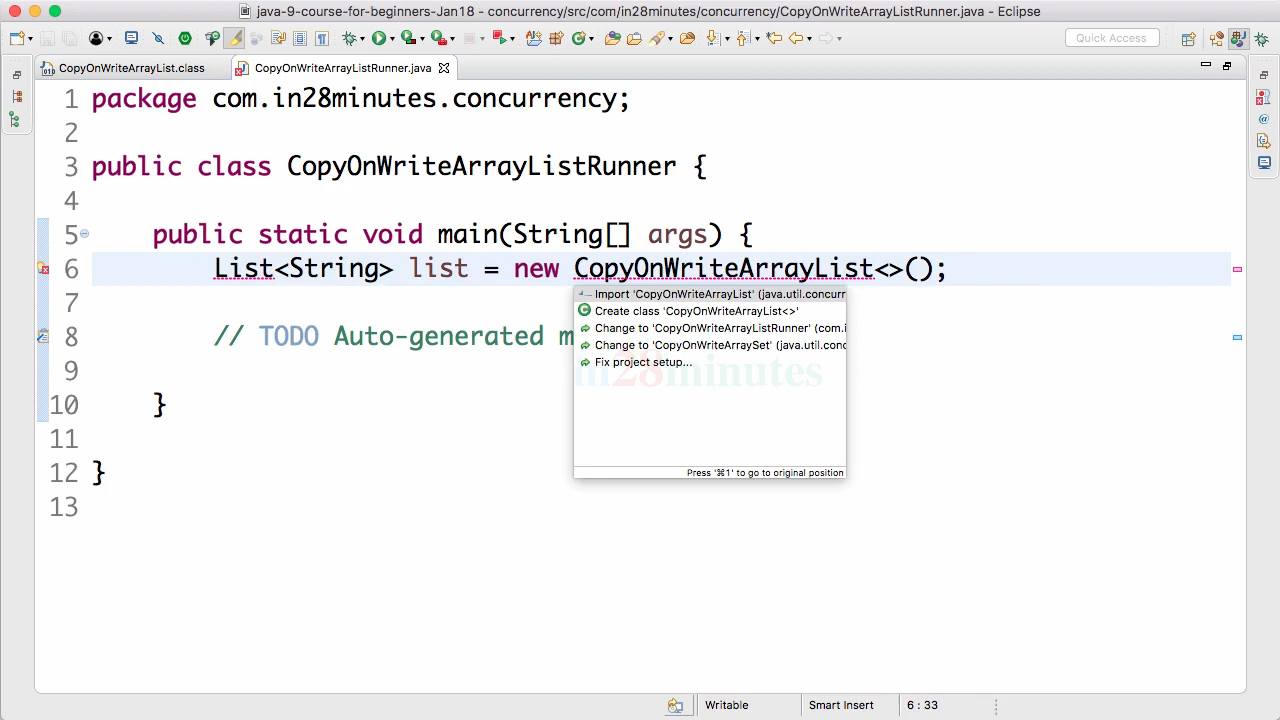 java-9-course-for-beginners-Jan18 - concurrency/src/com/in28minutes/concurrency/CopyOnWriteArrayListRunner.java - Eclipse
Quick Access
CopyOnWriteArrayList.class
CopyOnWriteArrayListRunner.java
1 package com.in28minutes.concurrency;
2
3 public class CopyOnWriteArrayListRunner {
4
5 public static void main(String[] args) {
6 List<String> list = new CopyOnWriteArrayList<>();
Import 'CopyOnWriteArrayList' (java.util.concurr
7
Create class 'CopyOnWriteArrayList<>'
Change to 'CopyOnWriteArrayListRunner' (com.i
8 // TODO Auto-generated m
Change to 'CopyOnWriteArraySet' (java.util.conc
Fix project setup...
in28minutes
9
10 }
11
12 }
Press '⌘1' to go to original position
13
Writable
Smart Insert
6 : 33